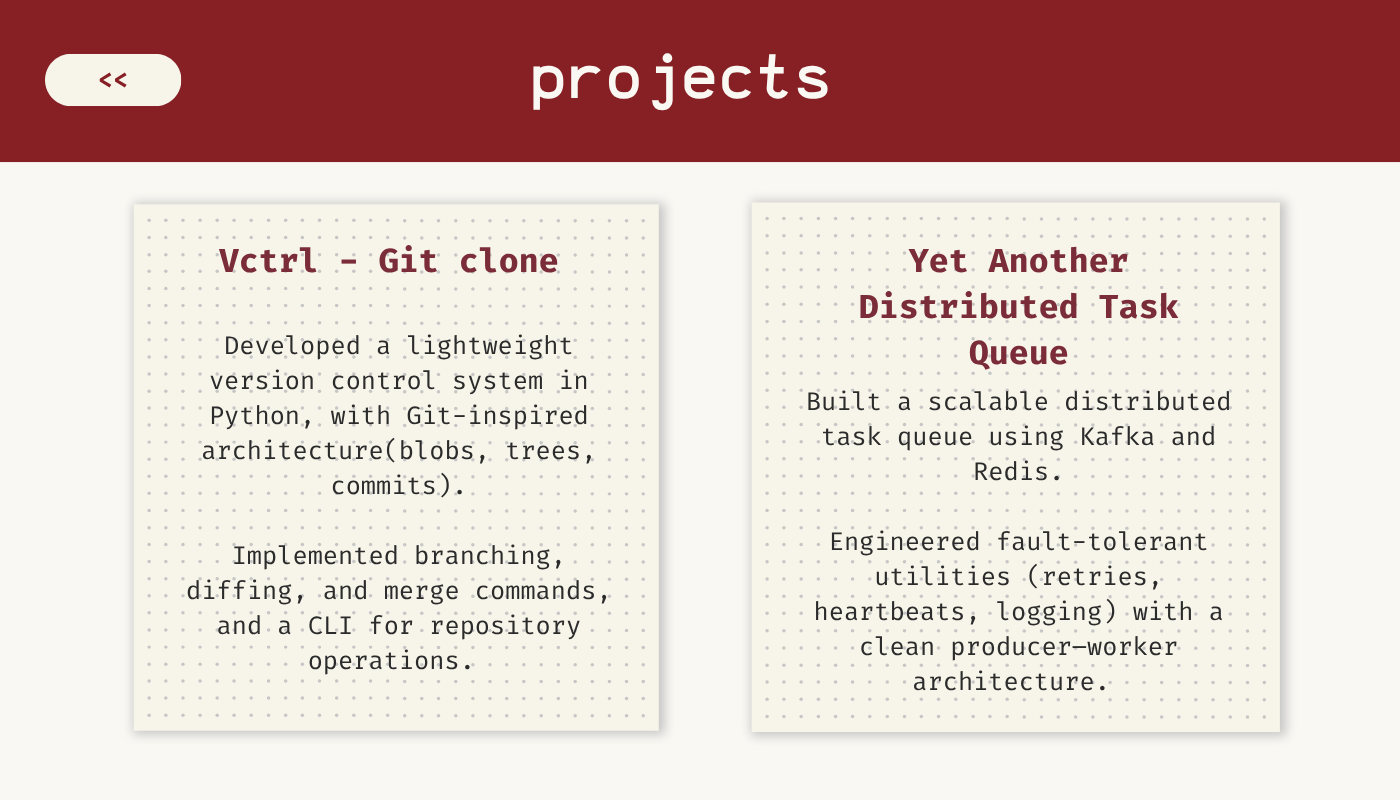 <<
projects
Vctrl - Git clone
Developed a lightweight
version control system in
Python, with Git-inspired
architecture(blobs, trees,
commits).
Implemented branching,
diffing, and merge commands,
and a CLI for repository
operations.
Yet Another
Distributed Task
Queue
Built a scalable distributed
task queue using Kafka and
Redis.
Engineered fault-tolerant
utilities (retries,
heartbeats, logging) with a
clean producer–worker
architecture.